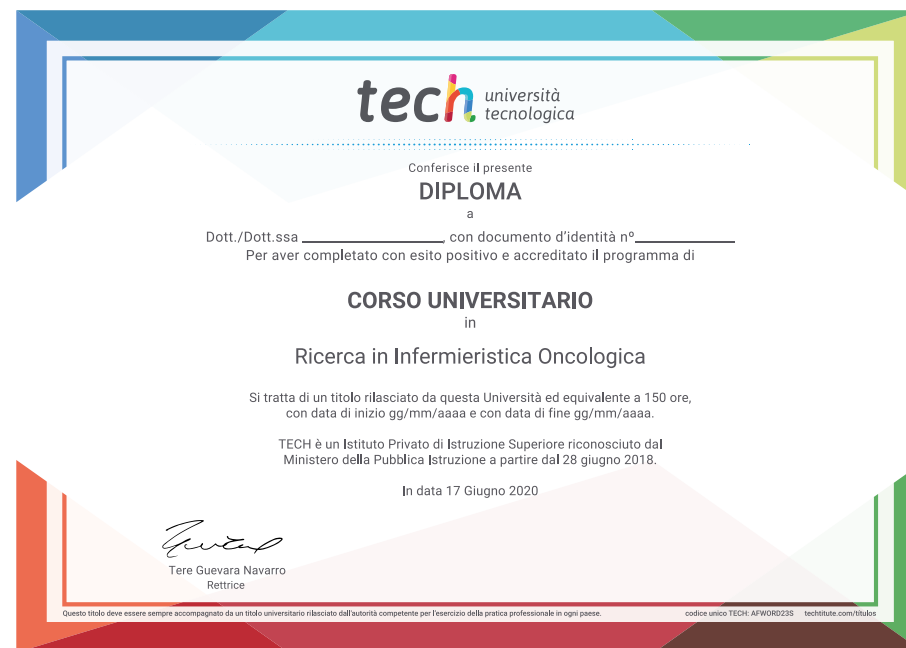 tech università
tecnologica
Conferisce il presente
DIPLOMA
a
Dott./Dott.ssa ____________, con documento d'identità nº____________
Per aver completato con esito positivo e accreditato il programma di
CORSO UNIVERSITARIO
in
Ricerca in Infermieristica Oncologica
Si tratta di un titolo rilasciato da questa Università ed equivalente a 150 ore,
con data di inizio gg/mm/aaaa e con data di fine gg/mm/aaaa.
TECH è un Istituto Privato di Istruzione Superiore riconosciuto dal
Ministero della Pubblica Istruzione a partire dal 28 giugno 2018.
In data 17 Giugno 2020
Tere Guevara Navarro
Rettrice
Questo titolo deve essere sempre accompagnato da un titolo universitario rilasciato dall'autorità competente per l'esercizio della pratica professionale in ogni paese. codice unico TECH: AFWORD23S techtitute.com/titulos